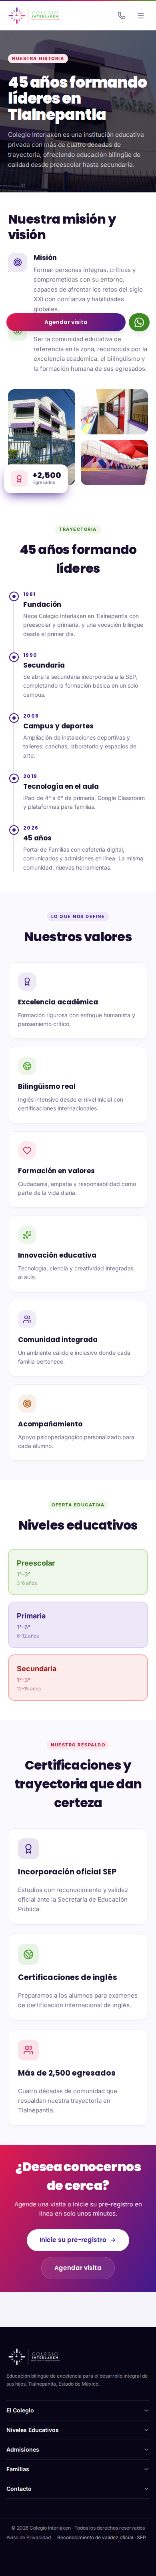 COLEGIO
INTERLAKEN
NUESTRA HISTORIA
45 años formando
líderes en
Tlalnepantla
Colegio Interlaken es una institución educativa
privada con más de cuatro décadas de
trayectoria, ofreciendo educación bilingüe de
calidad desde preescolar hasta secundaria.
Nuestra misión y
visión
Misión
Formar personas íntegras, críticas y
comprometidas con su entorno,
capaces de afrontar los retos del siglo
XXI con confianza y habilidades
globales.
Agendar visita
Ser la comunidad educativa de
referencia en la zona, reconocida por la
excelencia académica, el bilingüismo y
la formación humana de sus egresados.
+2,500
Egresados
TRAYECTORIA
45 años formando
líderes
1981
Fundación
Nace Colegio Interlaken en Tlalnepantla con
preescolar y primaria, y una vocación bilingüe
desde el primer día.
1990
Secundaria
Se abre la secundaria incorporada a la SEP,
completando la formación básica en un solo
campus.
2006
Campus y deportes
Ampliación de instalaciones deportivas y
talleres: canchas, laboratorio y espacios de
arte.
2019
Tecnología en el aula
iPad de 4° a 6° de primaria, Google Classroom
y plataformas para familias.
2026
45 años
Portal de Familias con cafetería digital,
comunicados y admisiones en línea. La misma
comunidad, nuevas herramientas.
LO QUE NOS DEFINE
Nuestros valores
Excelencia académica
Formación rigurosa con enfoque humanista y
pensamiento crítico.
Bilingüismo real
Inglés intensivo desde el nivel Inicial con
certificaciones internacionales.
Formación en valores
Ciudadanía, empatía y responsabilidad como
parte de la vida diaria.
Innovación educativa
Tecnología, ciencia y creatividad integradas
al aula.
Comunidad integrada
Un ambiente cálido e inclusivo donde cada
familia pertenece.
Acompañamiento
Apoyo psicopedagógico personalizado para
cada alumno.
OFERTA EDUCATIVA
Niveles educativos
Preescolar
1°–3°
3–6 años
Primaria
1°–6°
6–12 años
Secundaria
1°–3°
12–15 años
NUESTRO RESPALDO
Certificaciones y
trayectoria que dan
certeza
Incorporación oficial SEP
Estudios con reconocimiento y validez
oficial ante la Secretaría de Educación
Pública.
Certificaciones de inglés
Preparamos a los alumnos para exámenes
de certificación internacional de inglés.
Más de 2,500 egresados
Cuatro décadas de comunidad que
respaldan nuestra trayectoria en
Tlalnepantla.
¿Desea conocernos
de cerca?
Agende una visita o inicie su pre-registro en
línea en solo unos minutos.
Inicie su pre-registro
Agendar visita
COLEGIO
INTERLAKEN
Educación bilingüe de excelencia para el desarrollo integral de
sus hijos. Tlalnepantla, Estado de México.
El Colegio
Niveles Educativos
Admisiones
Familias
Contacto
© 2026 Colegio Interlaken · Todos los derechos reservados
Aviso de Privacidad Reconocimiento de validez oficial · SEP